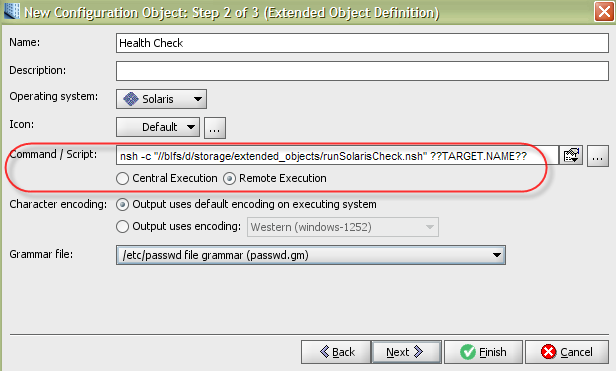 New Configuration Object: Step 2 of 3 (Extended Object Definition)
Name: Health Check
Description:
Operating system: Solaris
Icon: Default ...
Command / Script: nsh -c "//blfs/d/storage/extended_objects/runSolarisCheck.nsh" ??TARGET.NAME?? ...
Central Execution Remote Execution
Character encoding: Output uses default encoding on executing system
Output uses encoding: Western (windows-1252)
Grammar file: /etc/passwd file grammar (passwd.gm)
Back Next Finish Cancel